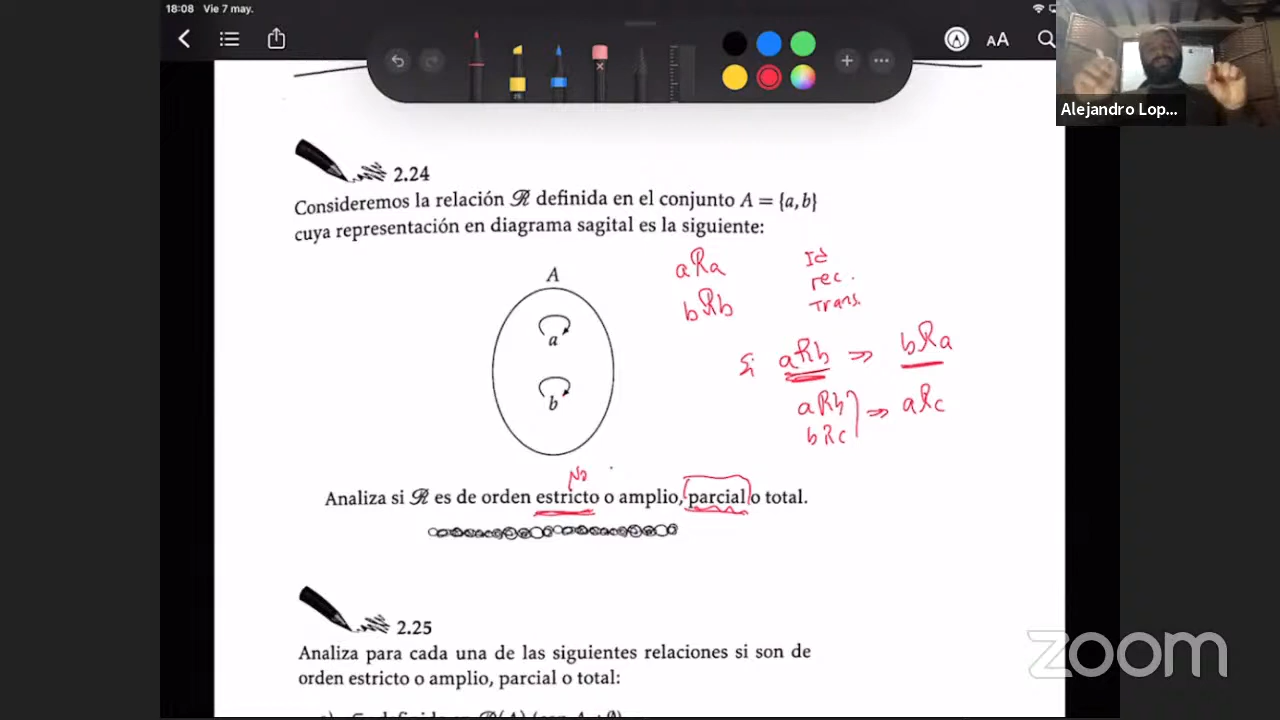 18:08 Vie 7 may.
AA
Alejandro Lop...
2.24
Consideremos la relación ℛ definida en el conjunto A = {a, b}
cuya representación en diagrama sagital es la siguiente:
A
a
b
aRa
bRb
Id
rec.
Trans.
Si aRb ⇒ bRa
aRb
bRc
⇒ aRc
No
Analiza si ℛ es de orden estricto o amplio, parcial o total.
2.25
Analiza para cada una de las siguientes relaciones si son de
orden estricto o amplio, parcial o total:
zoom